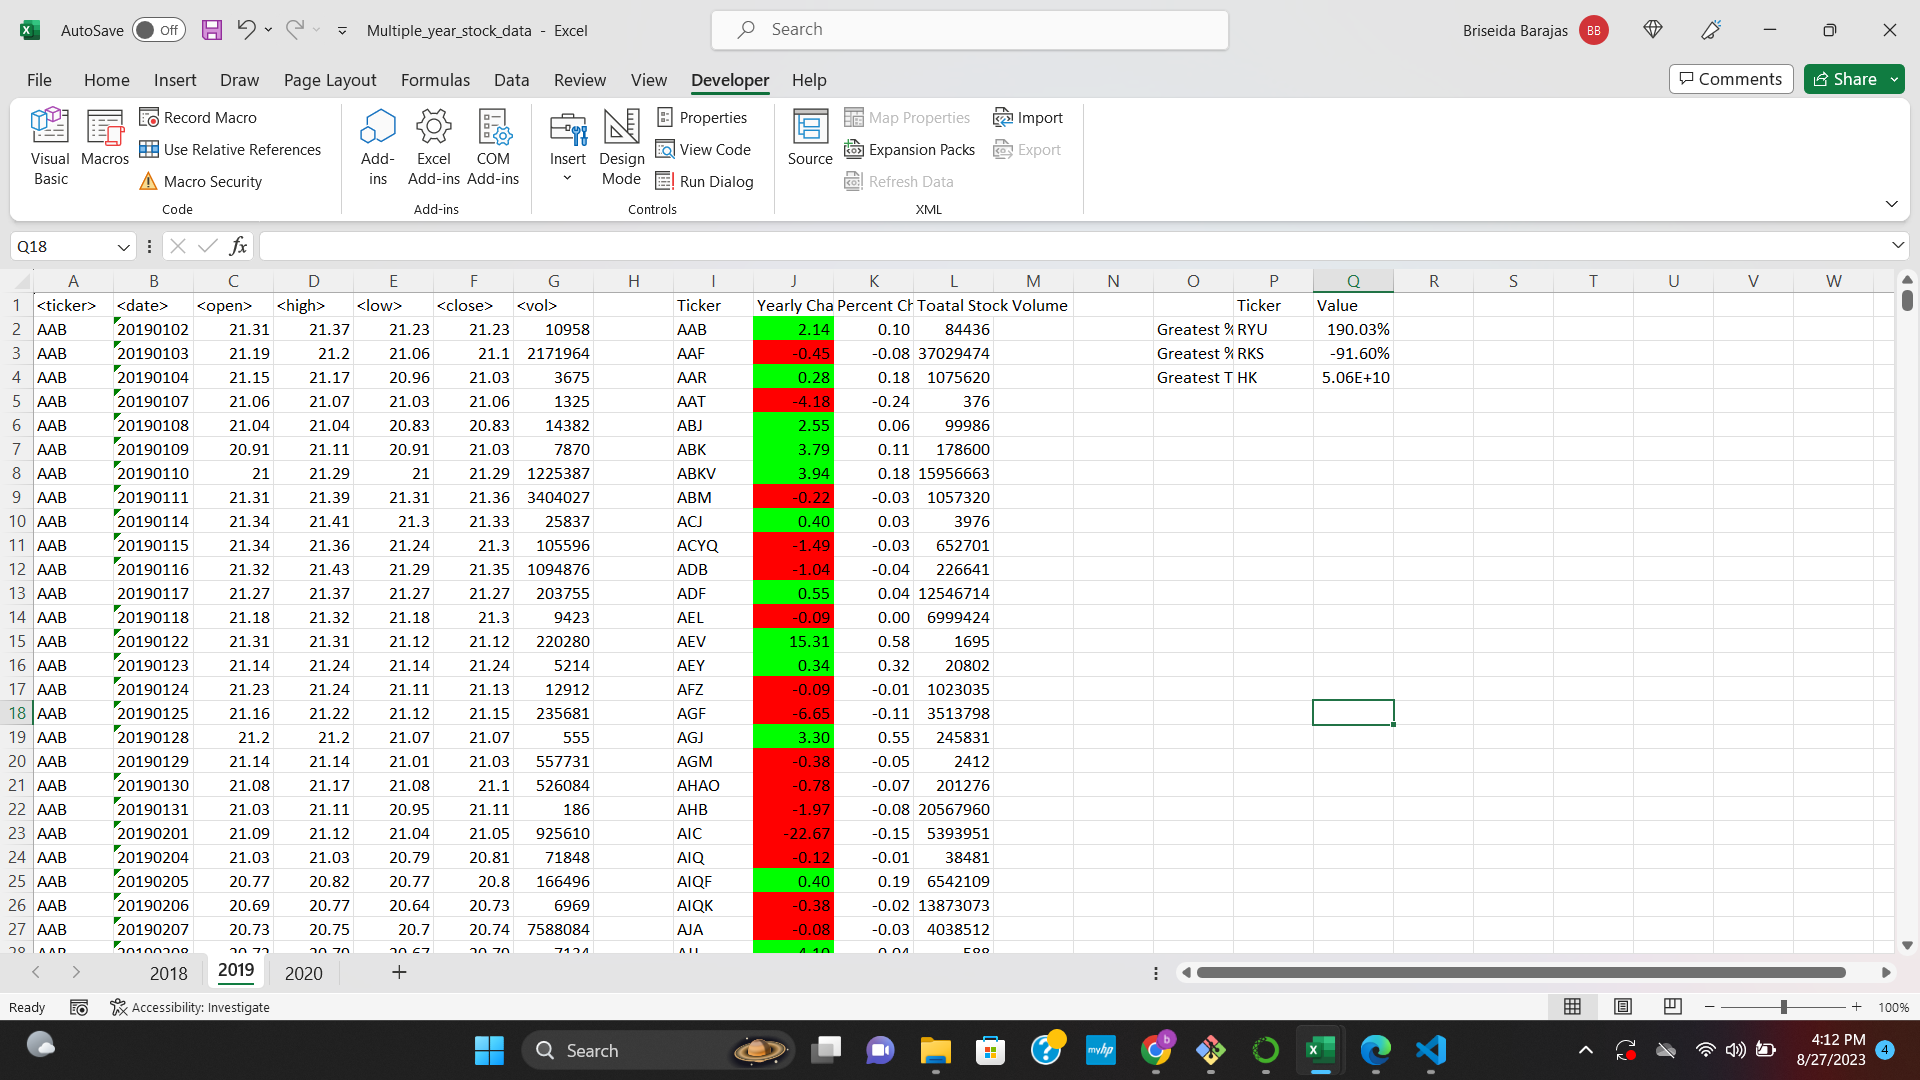 AutoSave Off Multiple_year_stock_data - Excel Search Briseida Barajas BB
File Home Insert Draw Page Layout Formulas Data Review View Developer Help Comments Share
Visual Basic Macros Record Macro Use Relative References Macro Security Code
Add-ins Excel Add-ins COM Add-ins Add-ins
Insert Design Mode Properties View Code Run Dialog Controls
Source Map Properties Expansion Packs Refresh Data Import Export XML
Q18 fx
A B C D E F G H I J K L M N O P Q R S T U V W
1 <ticker> <date> <open> <high> <low> <close> <vol> Ticker Yearly Cha Percent Ch Toatal Stock Volume Ticker Value
2 AAB 20190102 21.31 21.37 21.23 21.23 10958 AAB 2.14 0.10 84436 Greatest % RYU 190.03%
3 AAB 20190103 21.19 21.2 21.06 21.1 2171964 AAF -0.45 -0.08 37029474 Greatest % RKS -91.60%
4 AAB 20190104 21.15 21.17 20.96 21.03 3675 AAR 0.28 0.18 1075620 Greatest T HK 5.06E+10
5 AAB 20190107 21.06 21.07 21.03 21.06 1325 AAT -4.18 -0.24 376
6 AAB 20190108 21.04 21.04 20.83 20.83 14382 ABJ 2.55 0.06 99986
7 AAB 20190109 20.91 21.11 20.91 21.03 7870 ABK 3.79 0.11 178600
8 AAB 20190110 21 21.29 21 21.29 1225387 ABKV 3.94 0.18 15956663
9 AAB 20190111 21.31 21.39 21.31 21.36 3404027 ABM -0.22 -0.03 1057320
10 AAB 20190114 21.34 21.41 21.3 21.33 25837 ACJ 0.40 0.03 3976
11 AAB 20190115 21.34 21.36 21.24 21.3 105596 ACYQ -1.49 -0.03 652701
12 AAB 20190116 21.32 21.43 21.29 21.35 1094876 ADB -1.04 -0.04 226641
13 AAB 20190117 21.27 21.37 21.27 21.27 203755 ADF 0.55 0.04 12546714
14 AAB 20190118 21.18 21.32 21.18 21.3 9423 AEL -0.09 0.00 6999424
15 AAB 20190122 21.31 21.31 21.12 21.12 220280 AEV 15.31 0.58 1695
16 AAB 20190123 21.14 21.24 21.14 21.24 5214 AEY 0.34 0.32 20802
17 AAB 20190124 21.23 21.24 21.11 21.13 12912 AFZ -0.09 -0.01 1023035
18 AAB 20190125 21.16 21.22 21.12 21.15 235681 AGF -6.65 -0.11 3513798
19 AAB 20190128 21.2 21.2 21.07 21.07 555 AGJ 3.30 0.55 245831
20 AAB 20190129 21.14 21.14 21.01 21.03 557731 AGM -0.38 -0.05 2412
21 AAB 20190130 21.08 21.17 21.08 21.1 526084 AHAO -0.78 -0.07 201276
22 AAB 20190131 21.03 21.11 20.95 21.11 186 AHB -1.97 -0.08 20567960
23 AAB 20190201 21.09 21.12 21.04 21.05 925610 AIC -22.67 -0.15 5393951
24 AAB 20190204 21.03 21.03 20.79 20.81 71848 AIQ -0.12 -0.01 38481
25 AAB 20190205 20.77 20.82 20.77 20.8 166496 AIQF 0.40 0.19 6542109
26 AAB 20190206 20.69 20.77 20.64 20.73 6969 AIQK -0.38 -0.02 13873073
27 AAB 20190207 20.73 20.75 20.7 20.74 7588084 AJA -0.08 -0.03 4038512
2018 2019 2020
Ready Accessibility: Investigate 100%
Search myhp b 4:12 PM
8/27/2023 4